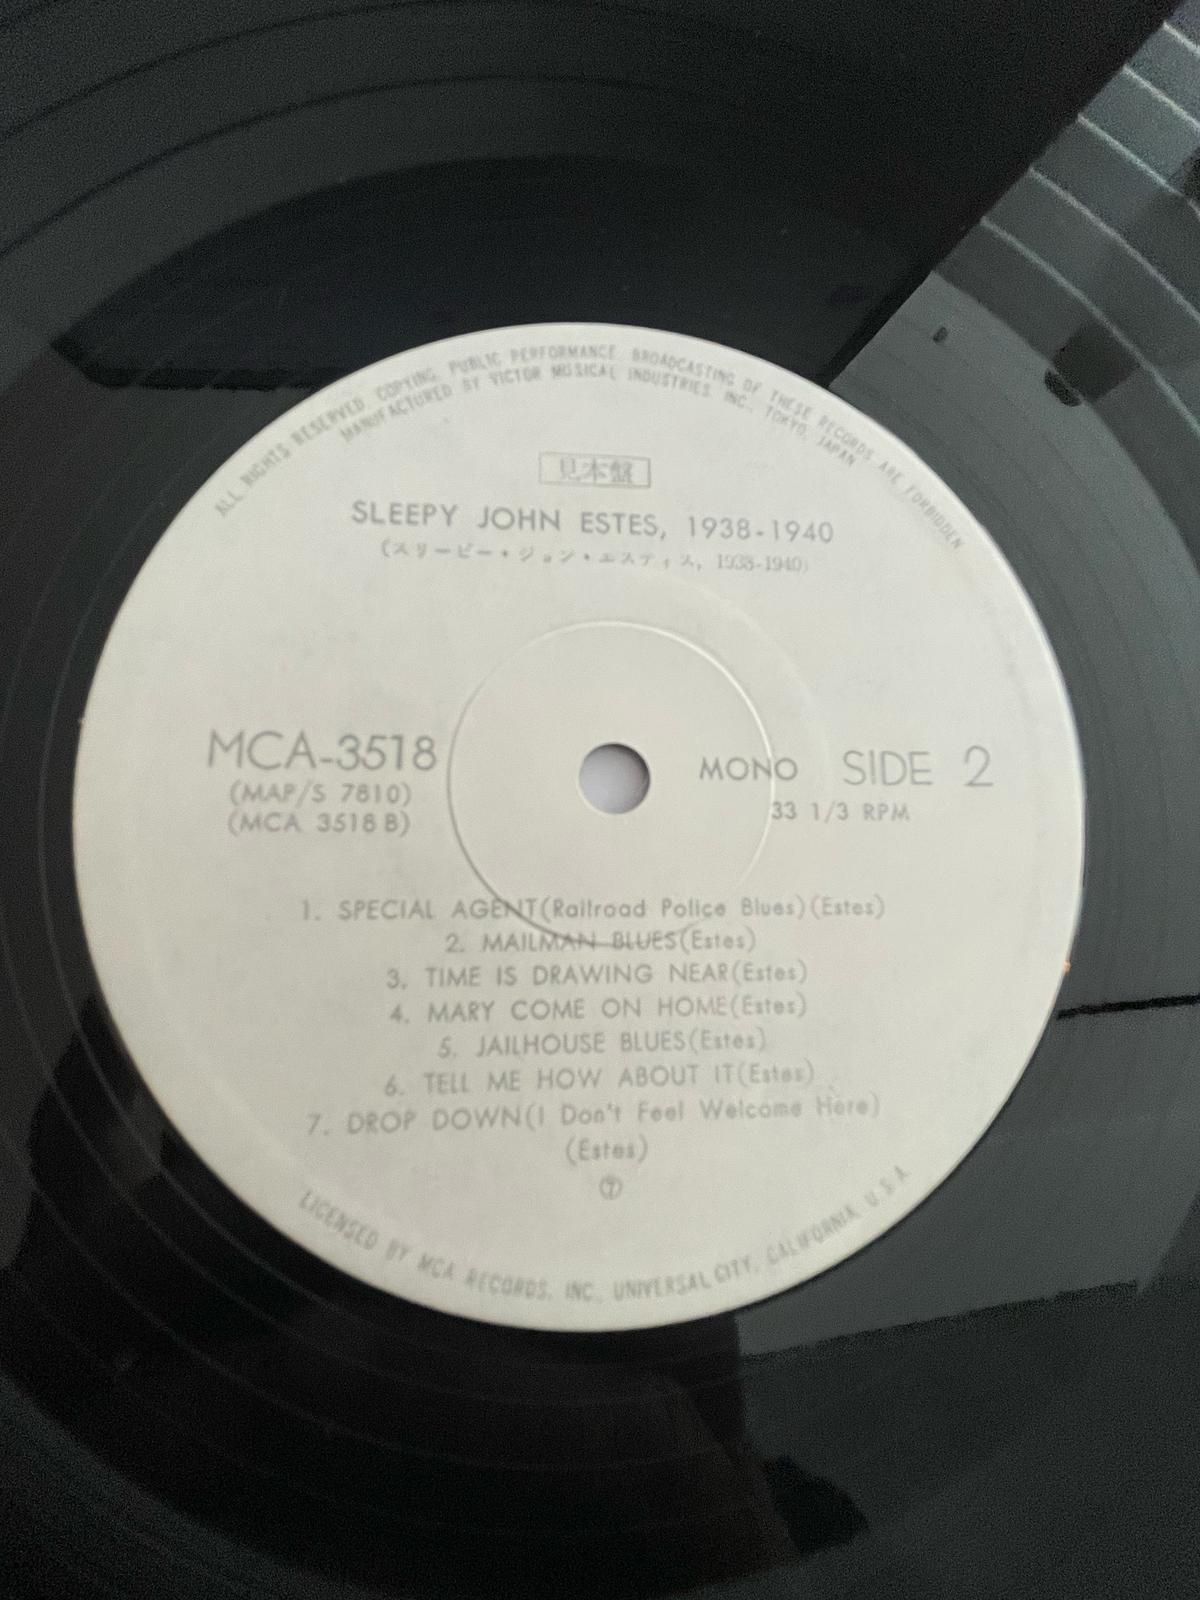 ALL RIGHTS RESERVED. COPYING, PUBLIC PERFORMANCE, BROADCASTING OF THESE RECORDS ARE FORBIDDEN
MANUFACTURED BY VICTOR MUSICAL INDUSTRIES, INC., TOKYO, JAPAN
見本盤
SLEEPY JOHN ESTES, 1938-1940
(スリーピー・ジョン・エスティス, 1938-1940)
MCA-3518
(MAP/S 7810)
(MCA 3518 B)
MONO SIDE 2
33 1/3 RPM
1. SPECIAL AGENT(Railroad Police Blues)(Estes)
2. MAILMAN BLUES(Estes)
3. TIME IS DRAWING NEAR(Estes)
4. MARY COME ON HOME(Estes)
5. JAILHOUSE BLUES(Estes)
6. TELL ME HOW ABOUT IT(Estes)
7. DROP DOWN(I Don't Feel Welcome Here)
(Estes)
LICENSED BY MCA RECORDS, INC., UNIVERSAL CITY, CALIFORNIA, U.S.A.